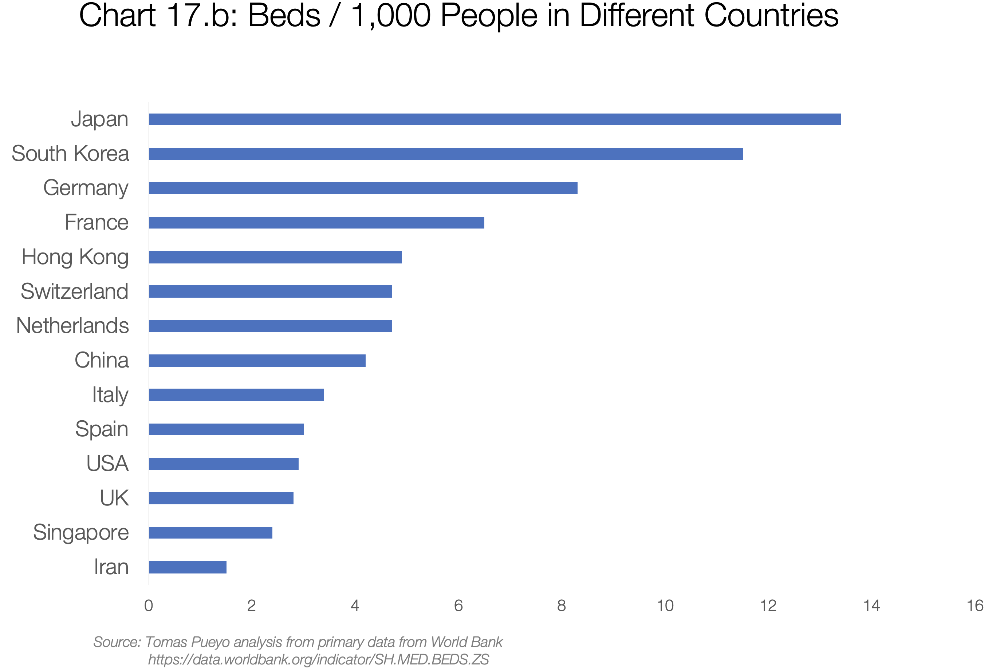 Chart 17.b: Beds / 1,000 People in Different Countries
Japan
South Korea
Germany
France
Hong Kong
Switzerland
Netherlands
China
Italy
Spain
USA
UK
Singapore
Iran
0 2 4 6 8 10 12 14 16
Source: Tomas Pueyo analysis from primary data from World Bank
https://data.worldbank.org/indicator/SH.MED.BEDS.ZS